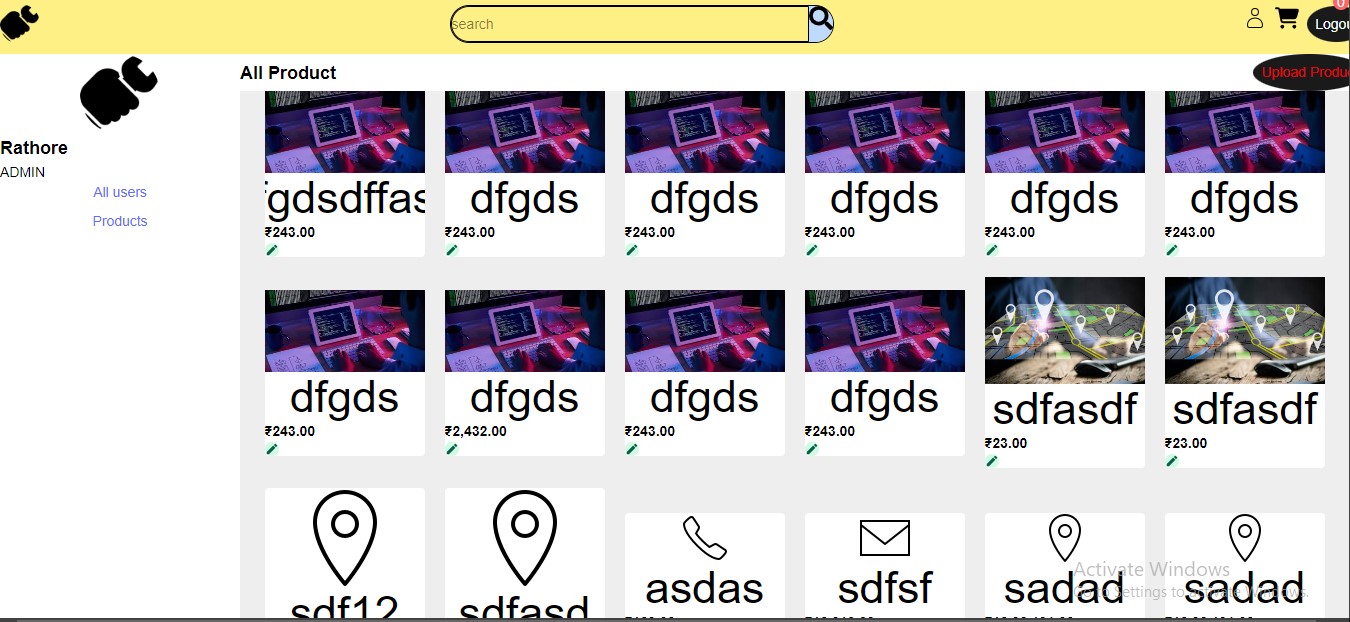 search
0
Logou
All Product
Upload Produ
Rathore
ADMIN
All users
Products
fgdsdffas
dfgds
dfgds
dfgds
dfgds
dfgds
₹243.00
₹243.00
₹243.00
₹243.00
₹243.00
₹243.00
dfgds
dfgds
dfgds
dfgds
sdfasdf
sdfasdf
₹243.00
₹2,432.00
₹243.00
₹243.00
₹23.00
₹23.00
sdf12
sdfasd
asdas
sdfsf
sadad
sadad
Activate Windows
Go to Settings to activate Windows.